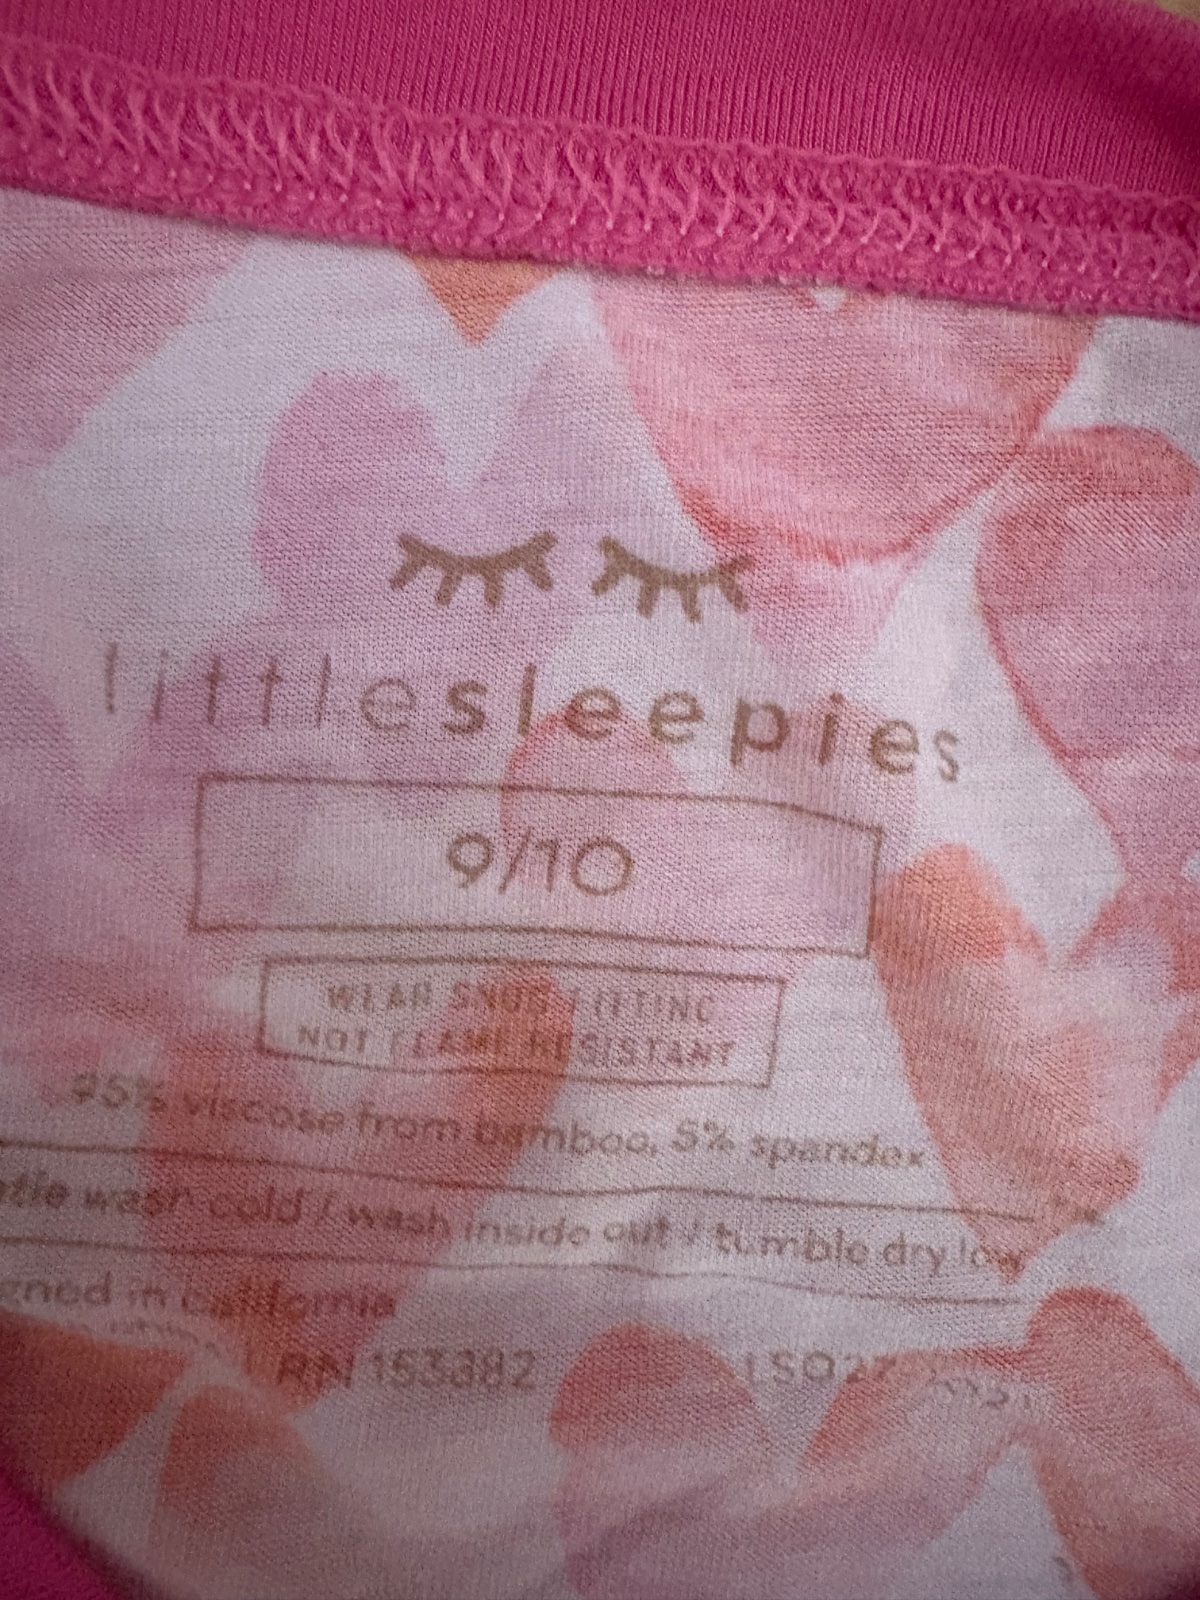 littlesleepies
9/10
WEAR SNUG FITTING
NOT FLAME RESISTANT
95% viscose from bamboo, 5% spandex
wash cold / wash inside out / tumble dry low
in california
RN 153882